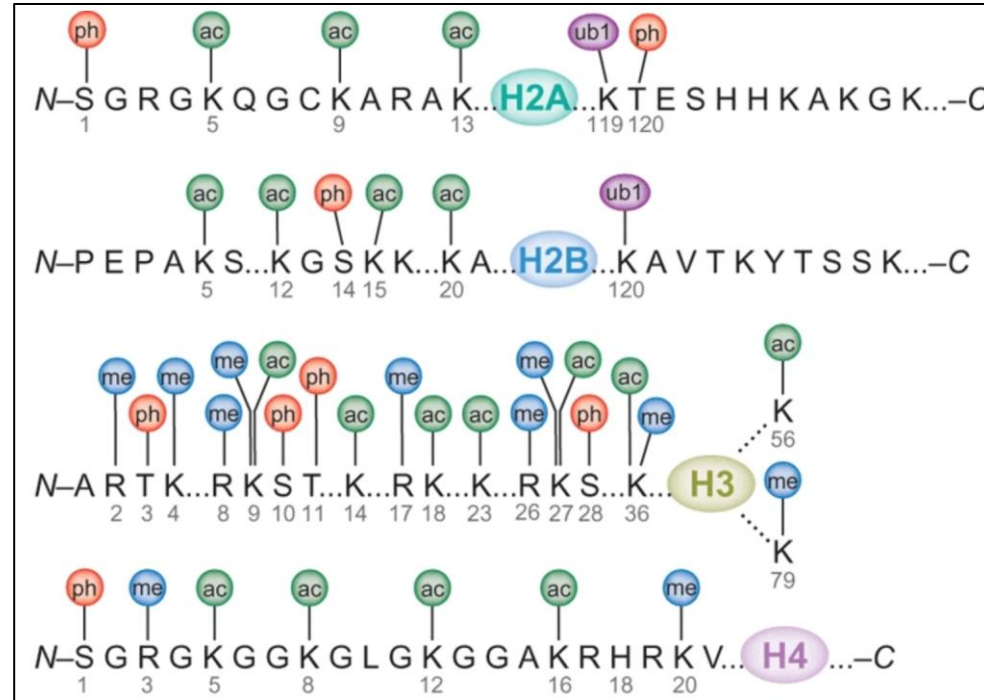 ph ac ac ac ub1 ph
N–S G R G K Q G C K A R A K...H2A...K T E S H H K A K G K...–C
1 5 9 13 119 120
ac ac ph ac ac ub1
N–P E P A K S...K G S K K...K A...H2B...K A V T K Y T S S K...–C
5 12 14 15 20 120
ac
me me me ac ph me me ac ac
ph me ph ac ac ac me ph me
K
56
N–A R T K...R K S T...K...R K...K...R K S...K...H3
me
2 3 4 8 9 10 11 14 17 18 23 26 27 28 36
K
79
ph me ac ac ac ac me
N–S G R G K G G K G L G K G G A K R H R K V...H4...–C
1 3 5 8 12 16 18 20